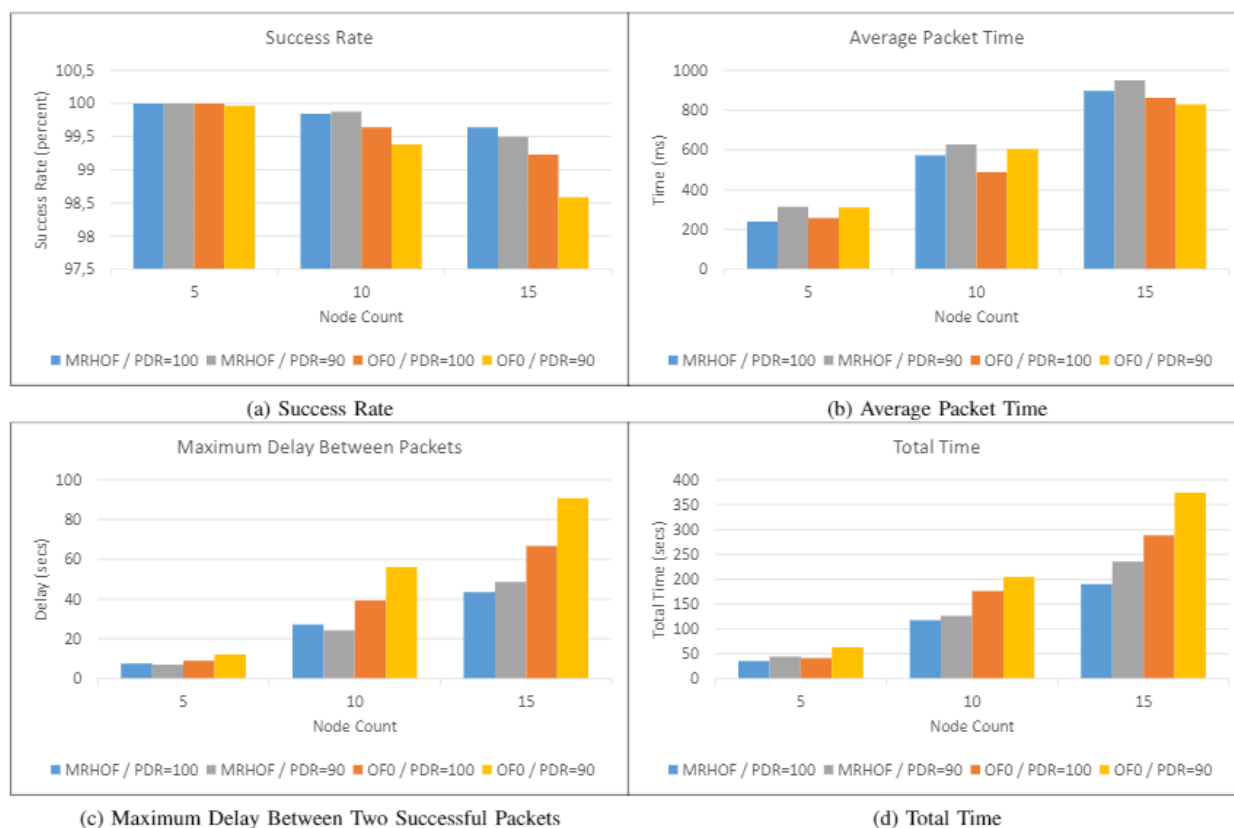 Success Rate
Success Rate (percent)
100,5
100
99,5
99
98,5
98
97,5
5 10 15
Node Count
MRHOF / PDR=100 MRHOF / PDR=90 OF0 / PDR=100 OF0 / PDR=90
(a) Success Rate
Average Packet Time
Time (ms)
1000
800
600
400
200
0
5 10 15
Node Count
MRHOF / PDR=100 MRHOF / PDR=90 OF0 / PDR=100 OF0 / PDR=90
(b) Average Packet Time
Maximum Delay Between Packets
Delay (secs)
100
80
60
40
20
0
5 10 15
Node Count
MRHOF / PDR=100 MRHOF / PDR=90 OF0 / PDR=100 OF0 / PDR=90
(c) Maximum Delay Between Two Successful Packets
Total Time
Total Time (secs)
400
350
300
250
200
150
100
50
0
5 10 15
Node Count
MRHOF / PDR=100 MRHOF / PDR=90 OF0 / PDR=100 OF0 / PDR=90
(d) Total Time